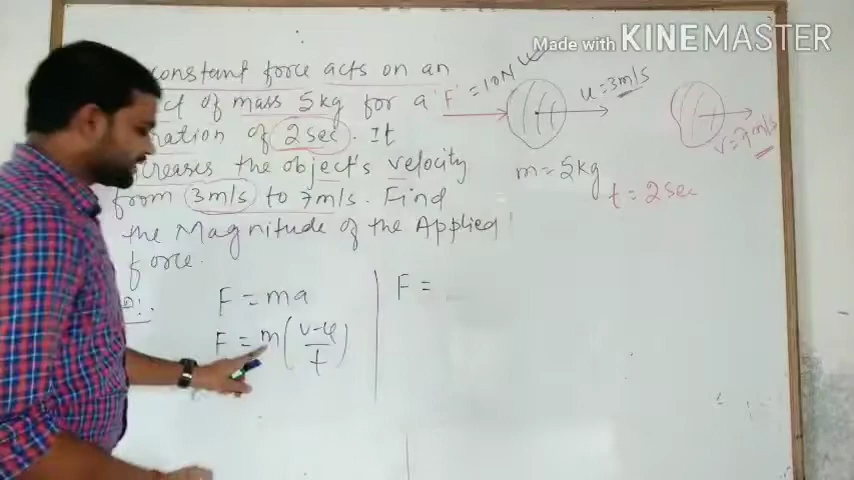 Made with KINEMASTER
constant force acts on an
ct of mass 5kg for a
ration of 2 sec. It
creases the object's velocity
from 3m/s to 7m/s. Find
the Magnitude of the Applied
force.
'F' = 10N
u = 3m/s
v = 7m/s
m = 5kg
t = 2 sec
F = ma
F = m(v-u/t)
F =